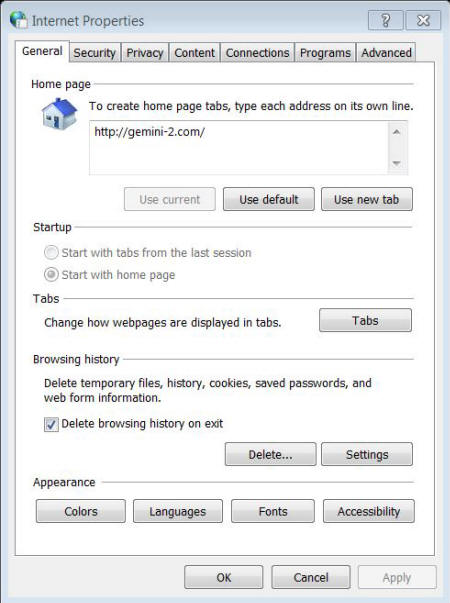 Internet Properties
General Security Privacy Content Connections Programs Advanced
Home page
To create home page tabs, type each address on its own line.
http://gemini-2.com/
Use current Use default Use new tab
Startup
Start with tabs from the last session
Start with home page
Tabs
Change how webpages are displayed in tabs. Tabs
Browsing history
Delete temporary files, history, cookies, saved passwords, and
web form information.
Delete browsing history on exit
Delete... Settings
Appearance
Colors Languages Fonts Accessibility
OK Cancel Apply